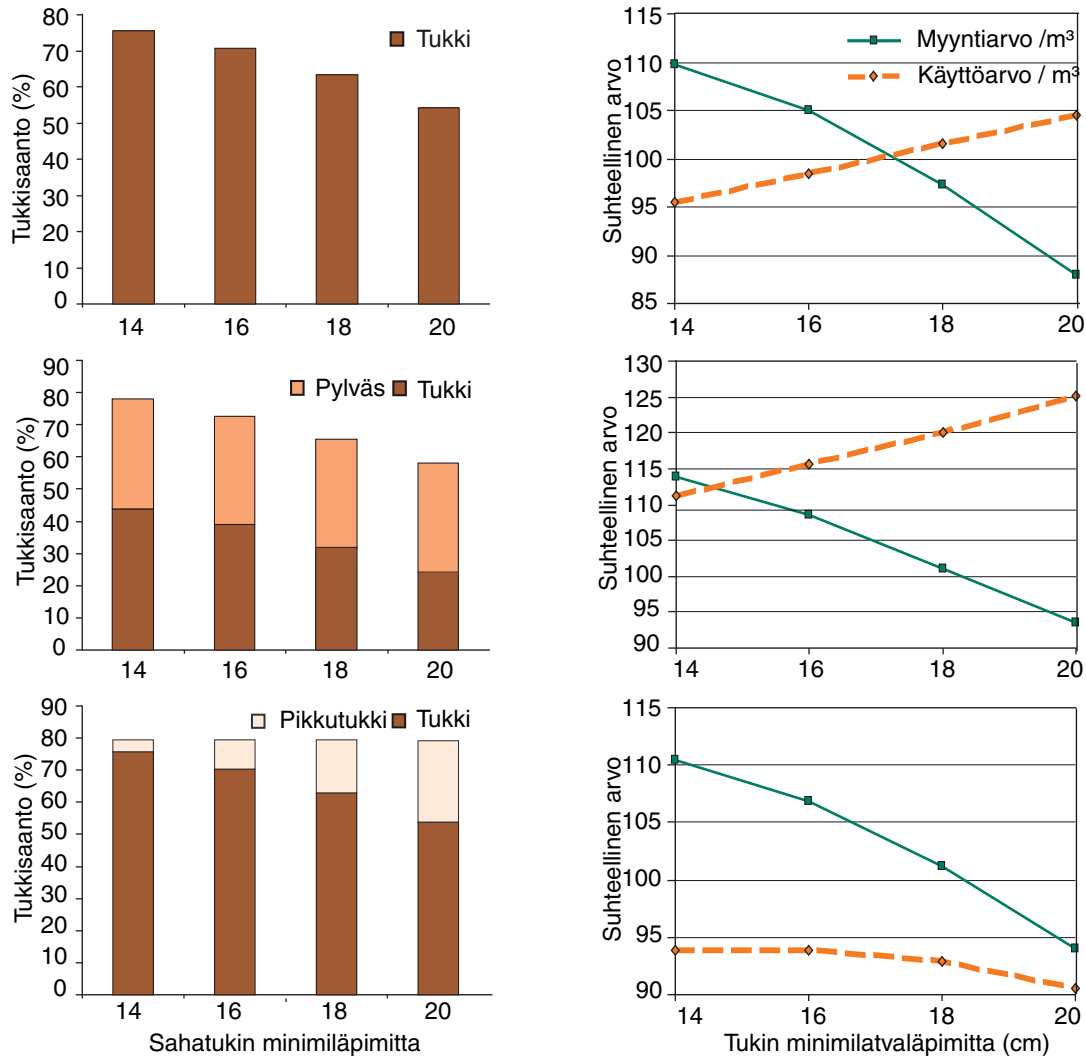 80
70
60
50
40
30
20
10
0
Tukkisaanto (%)
Tukki
14 16 18 20
115
110
105
100
95
90
85
Suhteellinen arvo
Myyntiarvo /m³
Käyttöarvo / m³
14 16 18 20
90
80
70
60
50
40
30
20
10
0
Tukkisaanto (%)
Pylväs Tukki
14 16 18 20
130
125
120
115
110
105
100
95
90
Suhteellinen arvo
14 16 18 20
90
80
70
60
50
40
30
20
10
0
Tukkisaanto (%)
Pikkutukki Tukki
14 16 18 20
Sahatukin minimiläpimitta
115
110
105
100
95
90
Suhteellinen arvo
14 16 18 20
Tukin minimilatvaläpimitta (cm)